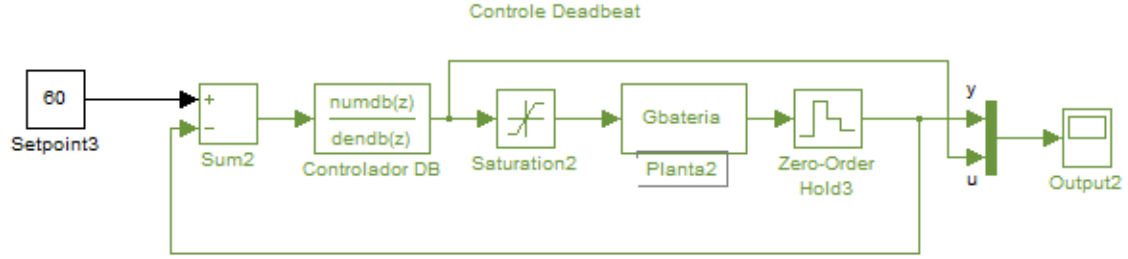 Controle Deadbeat
60
Setpoint3
+
−
Sum2
numdb(z)
dendb(z)
Controlador DB
Saturation2
Gbateria
Planta2
Zero-Order
Hold3
y
u
Output2